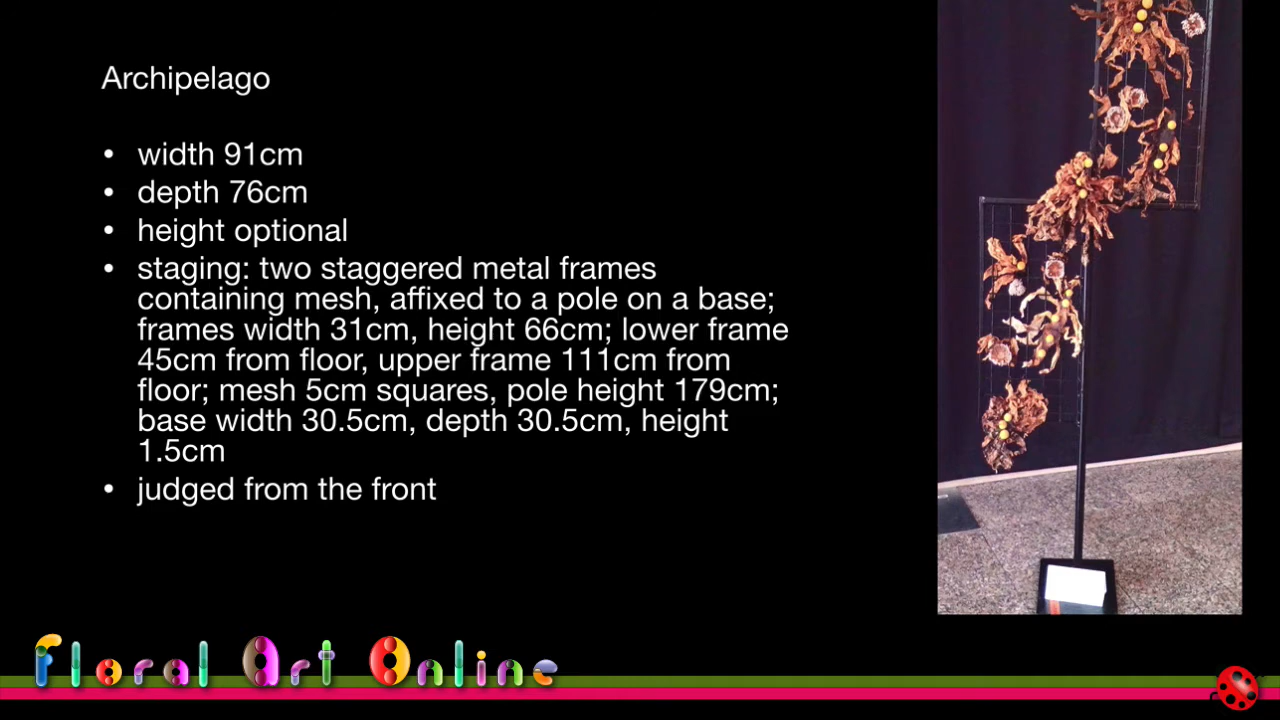 Archipelago
• width 91cm
• depth 76cm
• height optional
• staging: two staggered metal frames
containing mesh, affixed to a pole on a base;
frames width 31cm, height 66cm; lower frame
45cm from floor, upper frame 111cm from
floor; mesh 5cm squares, pole height 179cm;
base width 30.5cm, depth 30.5cm, height
1.5cm
• judged from the front
Floral Art Online